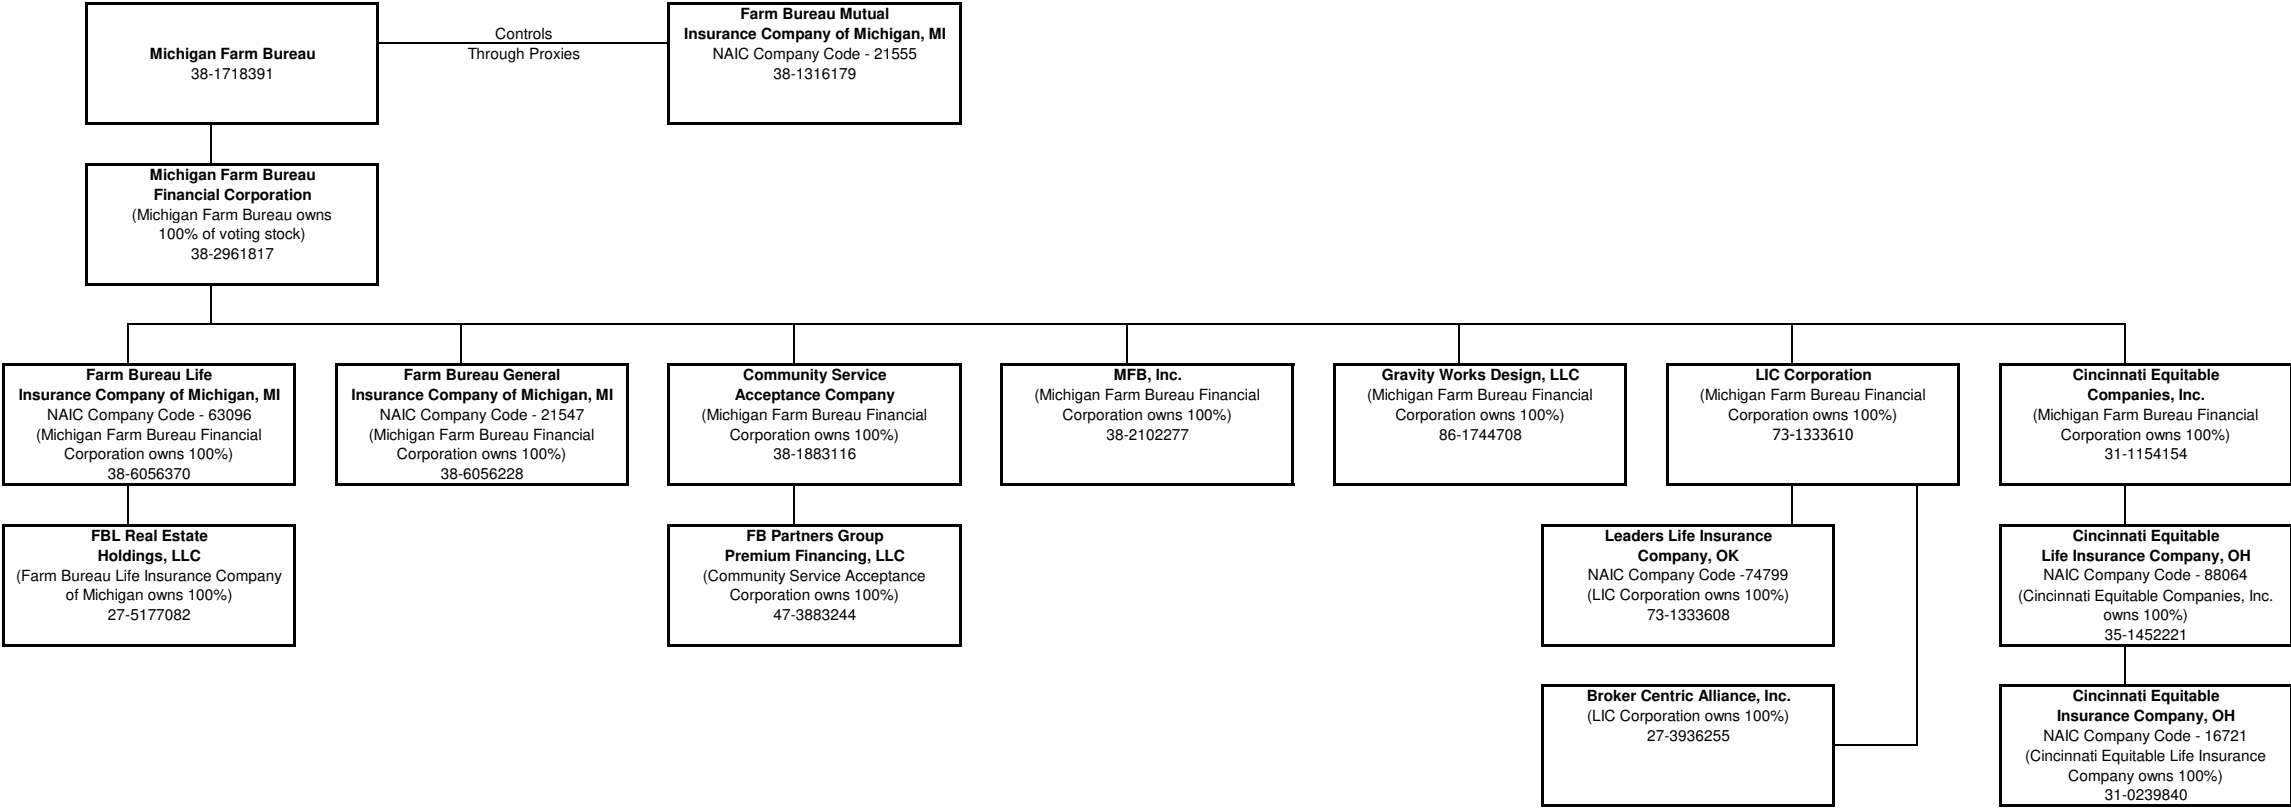 Michigan Farm Bureau
38-1718391
Controls
Through Proxies
Farm Bureau Mutual
Insurance Company of Michigan, MI
NAIC Company Code - 21555
38-1316179
Michigan Farm Bureau
Financial Corporation
(Michigan Farm Bureau owns
100% of voting stock)
38-2961817
Farm Bureau Life
Insurance Company of Michigan, MI
NAIC Company Code - 63096
(Michigan Farm Bureau Financial
Corporation owns 100%)
38-6056370
Farm Bureau General
Insurance Company of Michigan, MI
NAIC Company Code - 21547
(Michigan Farm Bureau Financial
Corporation owns 100%)
38-6056228
Community Service
Acceptance Company
(Michigan Farm Bureau Financial
Corporation owns 100%)
38-1883116
MFB, Inc.
(Michigan Farm Bureau Financial
Corporation owns 100%)
38-2102277
Gravity Works Design, LLC
(Michigan Farm Bureau Financial
Corporation owns 100%)
86-1744708
LIC Corporation
(Michigan Farm Bureau Financial
Corporation owns 100%)
73-1333610
Cincinnati Equitable
Companies, Inc.
(Michigan Farm Bureau Financial
Corporation owns 100%)
31-1154154
FBL Real Estate
Holdings, LLC
(Farm Bureau Life Insurance Company
of Michigan owns 100%)
27-5177082
FB Partners Group
Premium Financing, LLC
(Community Service Acceptance
Corporation owns 100%)
47-3883244
Leaders Life Insurance
Company, OK
NAIC Company Code -74799
(LIC Corporation owns 100%)
73-1333608
Cincinnati Equitable
Life Insurance Company, OH
NAIC Company Code - 88064
(Cincinnati Equitable Companies, Inc.
owns 100%)
35-1452221
Broker Centric Alliance, Inc.
(LIC Corporation owns 100%)
27-3936255
Cincinnati Equitable
Insurance Company, OH
NAIC Company Code - 16721
(Cincinnati Equitable Life Insurance
Company owns 100%)
31-0239840